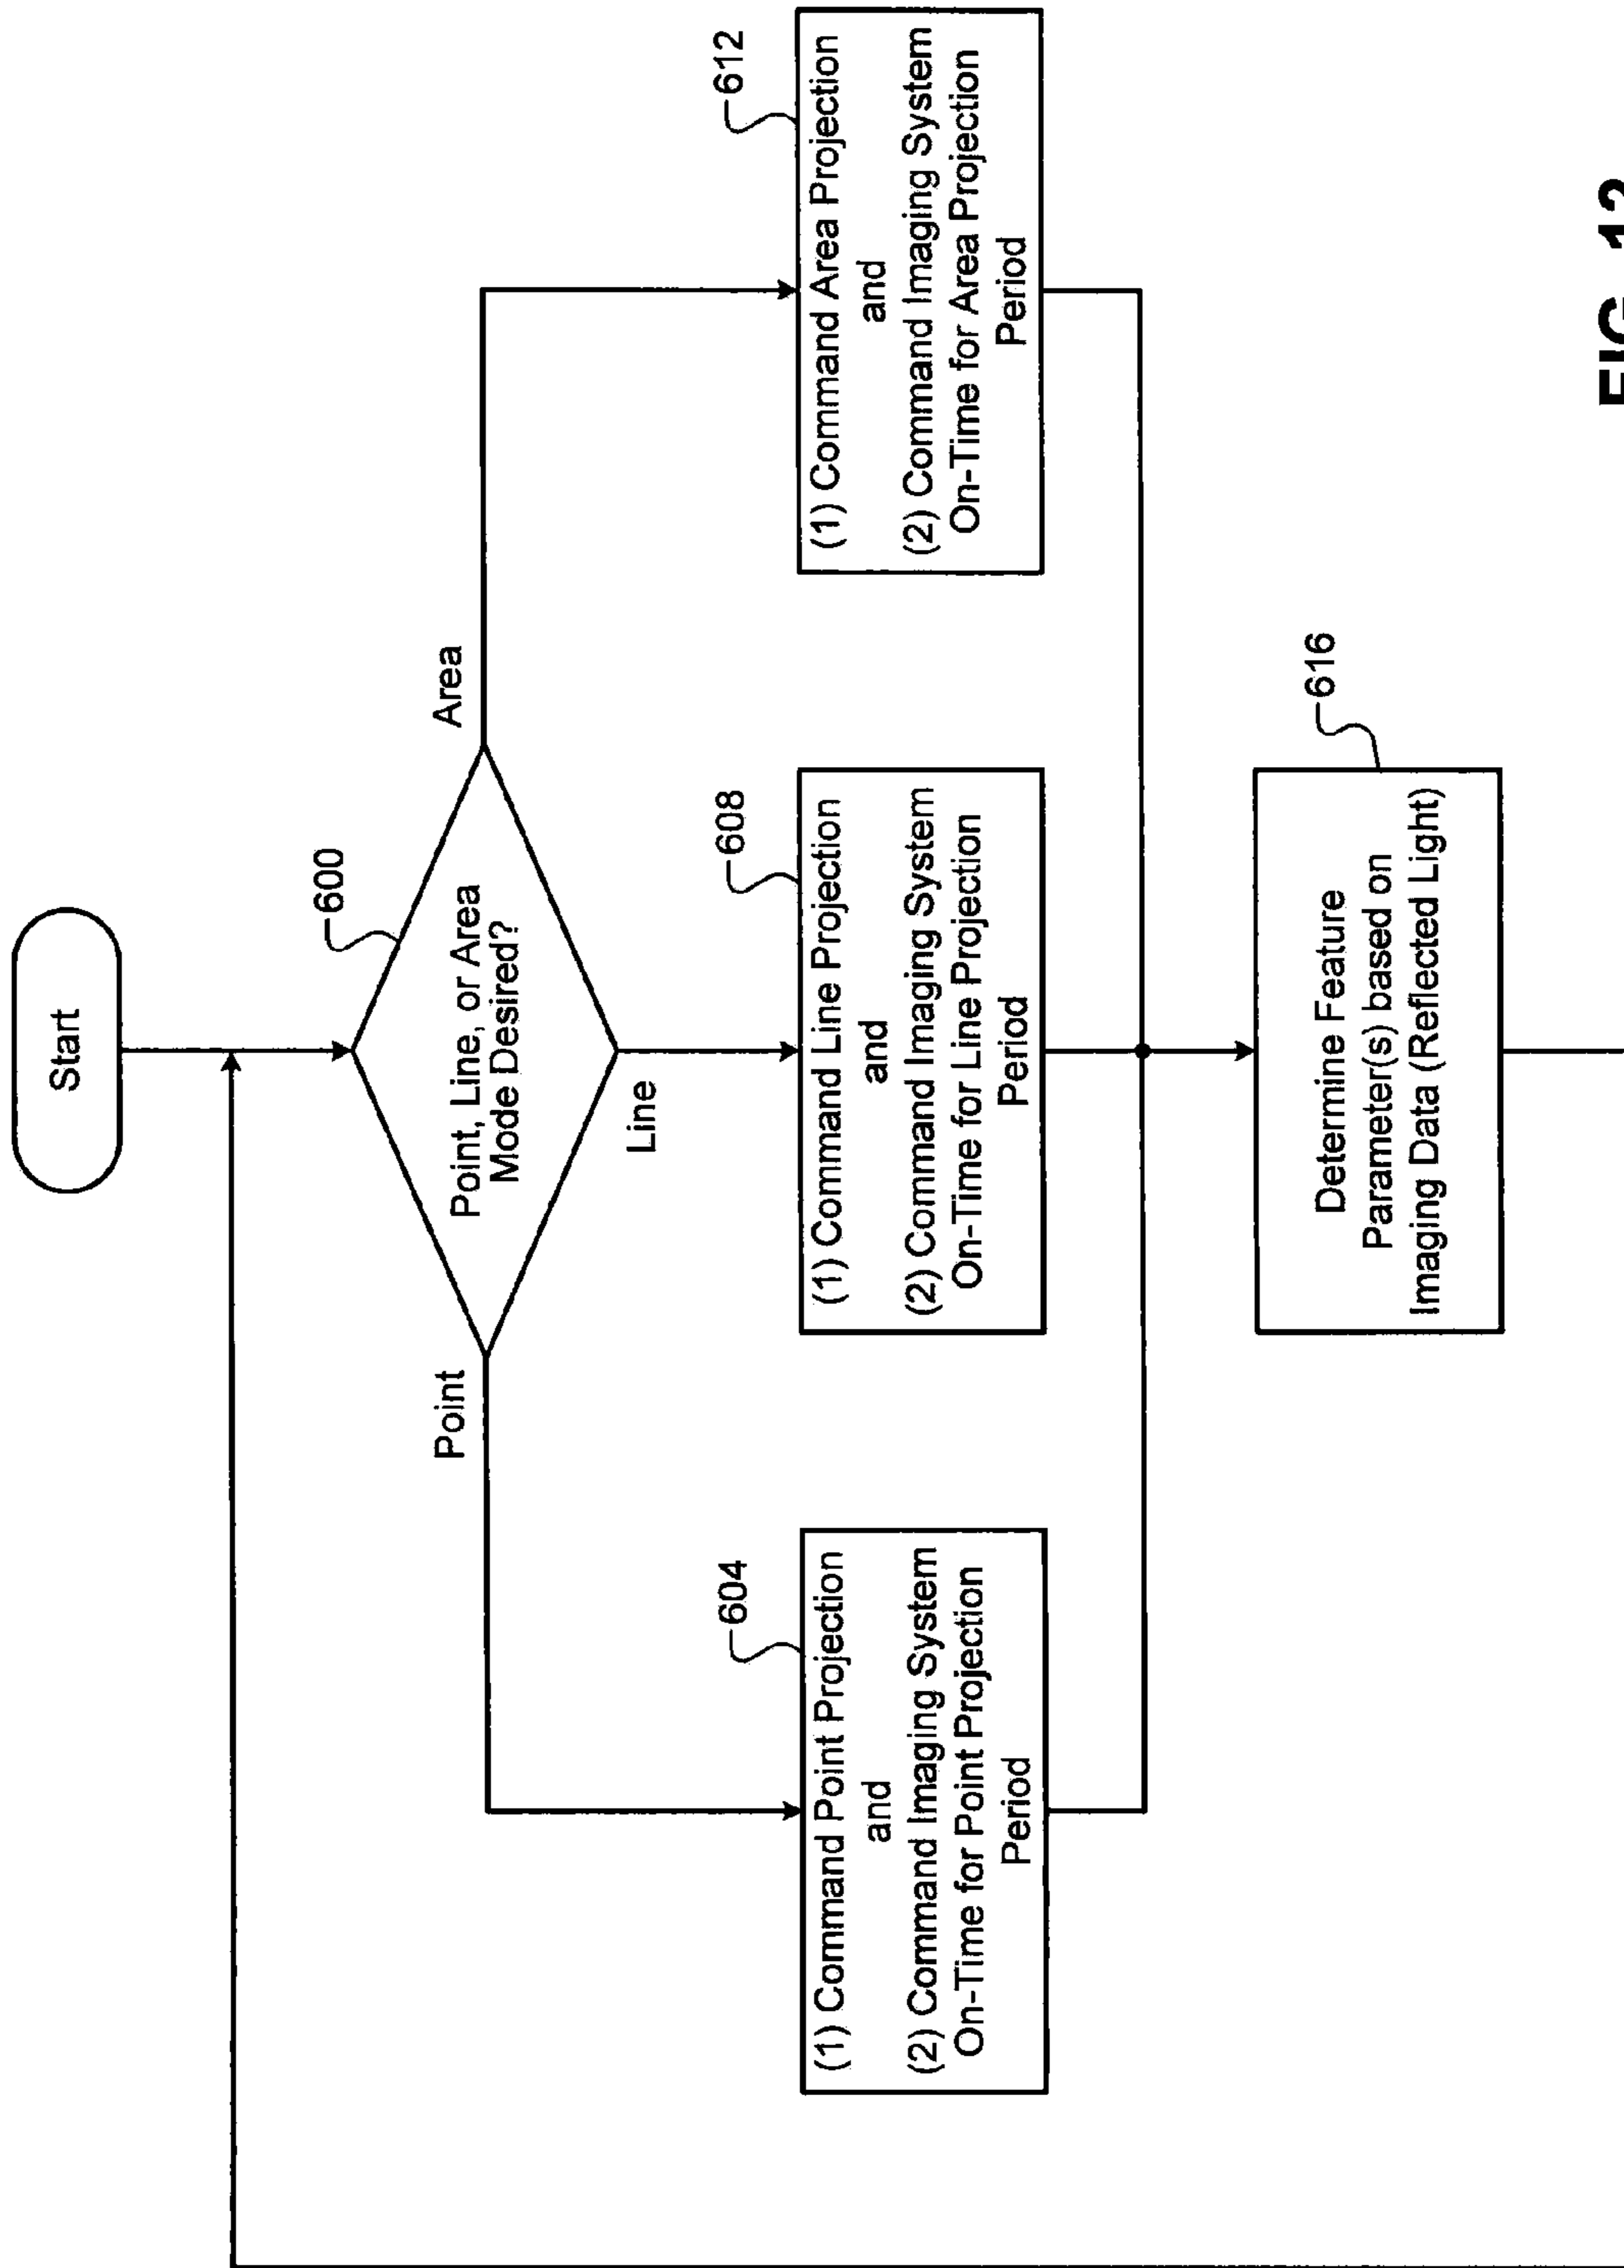 Start
600
Point, Line, or Area
Mode Desired?
Point
Line
Area
604
(1) Command Point Projection
and
(2) Command Imaging System
On-Time for Point Projection
Period
608
(1) Command Line Projection
and
(2) Command Imaging System
On-Time for Line Projection
Period
612
(1) Command Area Projection
and
(2) Command Imaging System
On-Time for Area Projection
Period
616
Determine Feature
Parameter(s) based on
Imaging Data (Reflected Light)
FIG